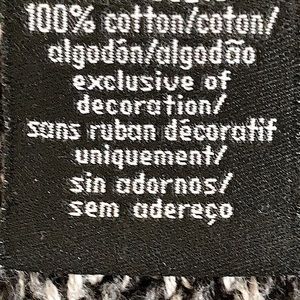 100% cotton/coton/
algodón/algodão
exclusive of
decoration/
sans ruban décoratif
uniquement/
sin adornos/
sem adereço